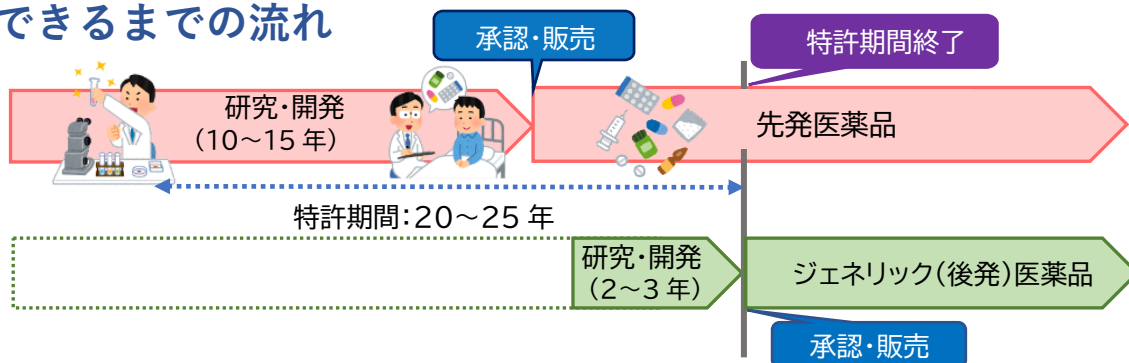 できるまでの流れ
承認・販売
特許期間終了
研究・開発
(10～15 年)
先発医薬品
特許期間：20～25 年
研究・開発
(2～3 年)
ジェネリック(後発)医薬品
承認・販売